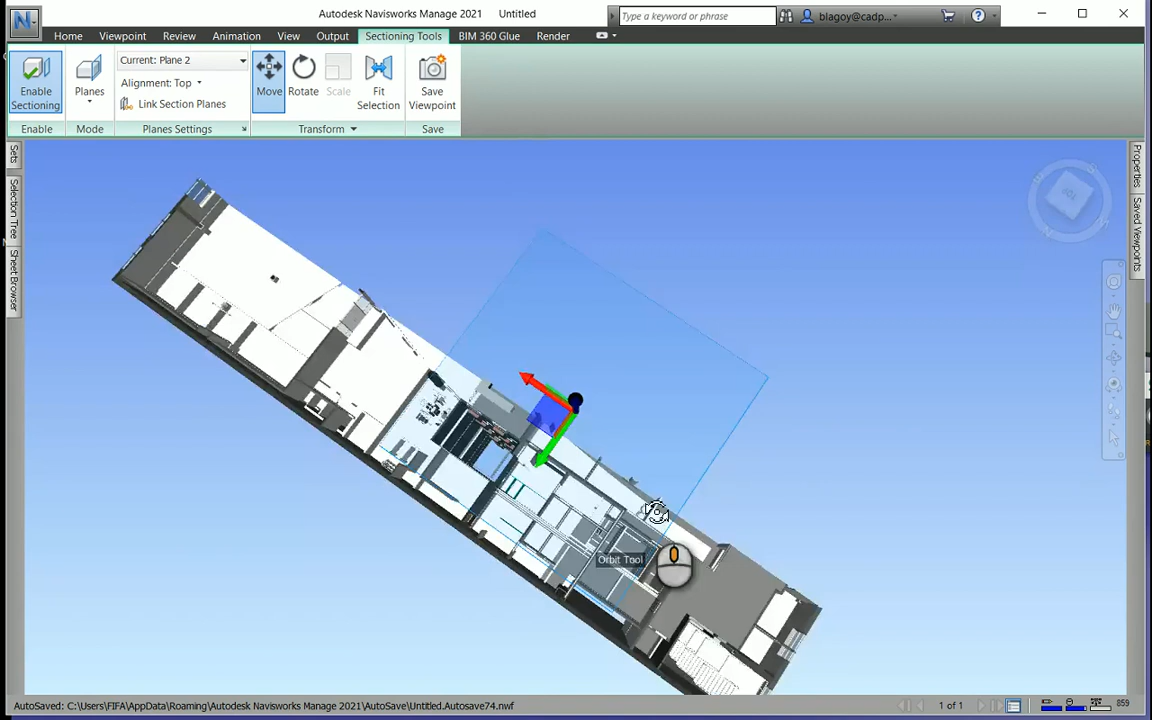 Autodesk Navisworks Manage 2021 Untitled
Type a keyword or phrase
blagoy@cadp...
Home Viewpoint Review Animation View Output Sectioning Tools BIM 360 Glue Render
Enable Sectioning
Planes
Current: Plane 2
Alignment: Top
Link Section Planes
Move
Rotate
Scale
Fit Selection
Save Viewpoint
Enable Mode Planes Settings Transform Save
Sets
Selection Tree
Sheet Browser
Properties
Saved Viewpoints
TOP
Orbit Tool
AutoSaved: C:\Users\FIFA\AppData\Roaming\Autodesk Navisworks Manage 2021\AutoSave\Untitled.Autosave74.nwf
1 of 1
859